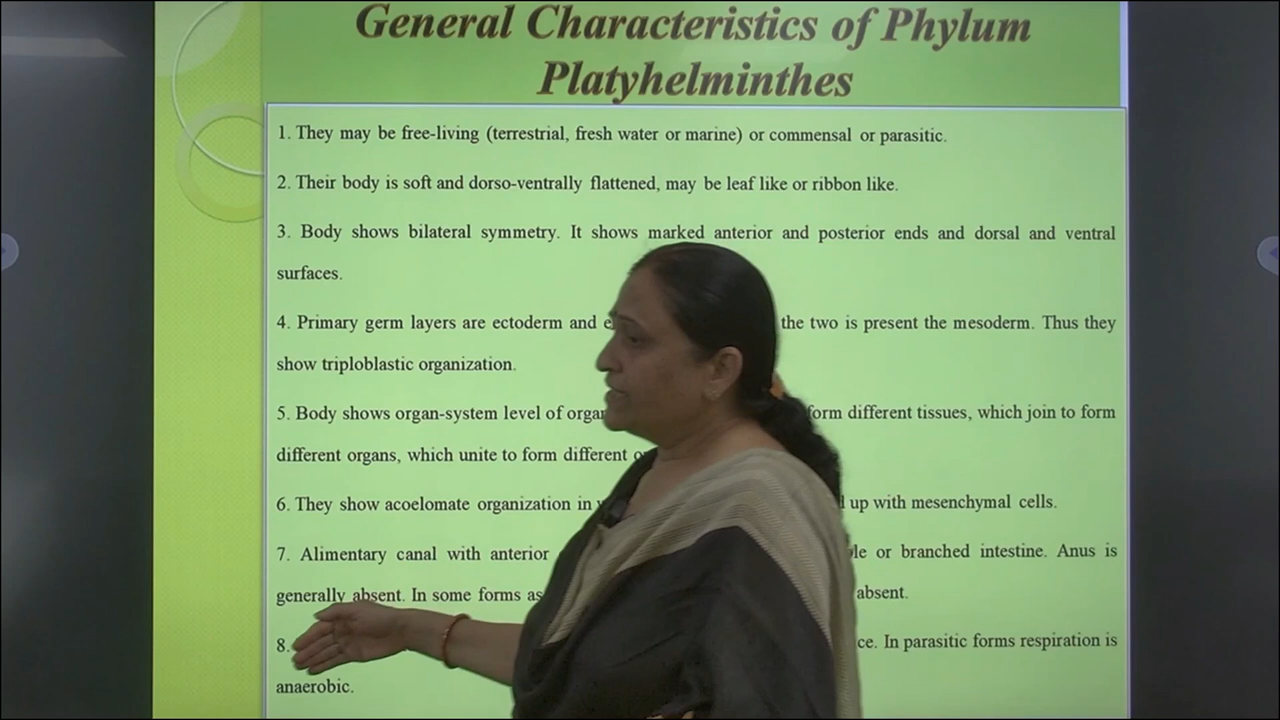 General Characteristics of Phylum
Platyhelminthes
1. They may be free-living (terrestrial, fresh water or marine) or commensal or parasitic.
2. Their body is soft and dorso-ventrally flattened, may be leaf like or ribbon like.
3. Body shows bilateral symmetry. It shows marked anterior and posterior ends and dorsal and ventral
surfaces.
4. Primary germ layers are ectoderm and the two is present the mesoderm. Thus they
show triploblastic organization.
5. Body shows organ-system level of form different tissues, which join to form
different organs, which unite to form different
6. They show acoelomate organization in up with mesenchymal cells.
7. Alimentary canal with anterior or branched intestine. Anus is
generally absent. In some forms as absent.
8. In parasitic forms respiration is
anaerobic.